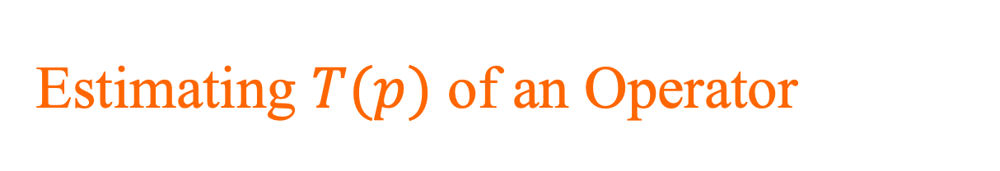 Estimating T(p) of an Operator